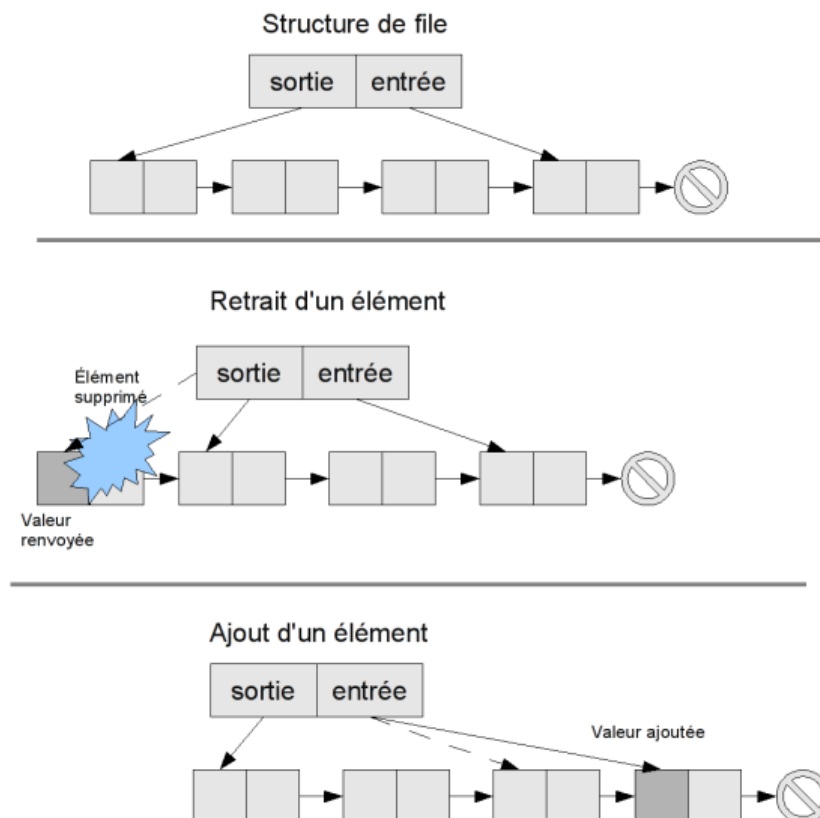 Structure de file
sortie entrée
Retrait d'un élément
sortie entrée
Élément
supprimé
Valeur
renvoyée
Ajout d'un élément
sortie entrée
Valeur ajoutée